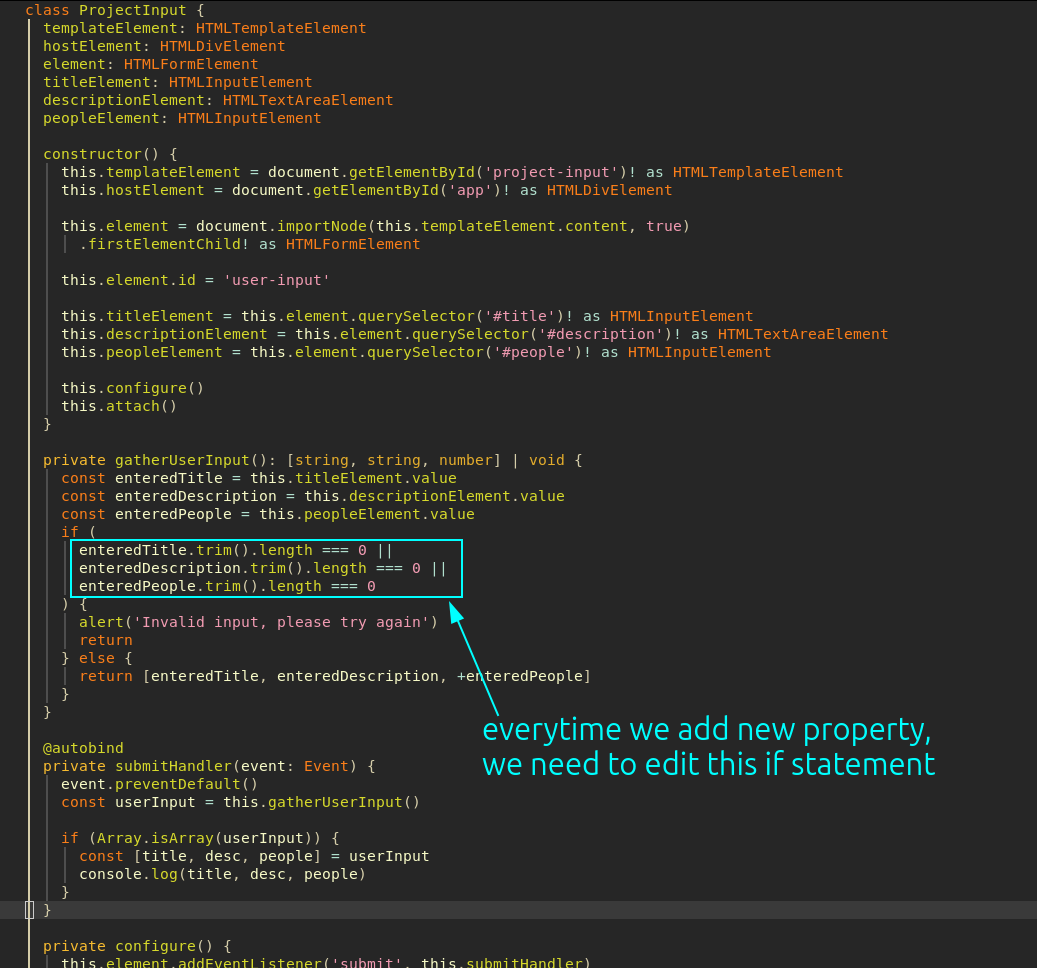 class ProjectInput {
templateElement: HTMLTemplateElement
hostElement: HTMLDivElement
element: HTMLFormElement
titleElement: HTMLInputElement
descriptionElement: HTMLTextAreaElement
peopleElement: HTMLInputElement
constructor() {
this.templateElement = document.getElementById('project-input')! as HTMLTemplateElement
this.hostElement = document.getElementById('app')! as HTMLDivElement
this.element = document.importNode(this.templateElement.content, true)
.firstElementChild! as HTMLFormElement
this.element.id = 'user-input'
this.titleElement = this.element.querySelector('#title')! as HTMLInputElement
this.descriptionElement = this.element.querySelector('#description')! as HTMLTextAreaElement
this.peopleElement = this.element.querySelector('#people')! as HTMLInputElement
this.configure()
this.attach()
}
private gatherUserInput(): [string, string, number] | void {
const enteredTitle = this.titleElement.value
const enteredDescription = this.descriptionElement.value
const enteredPeople = this.peopleElement.value
if (
enteredTitle.trim().length === 0 ||
enteredDescription.trim().length === 0 ||
enteredPeople.trim().length === 0
) {
alert('Invalid input, please try again')
return
} else {
return [enteredTitle, enteredDescription, +enteredPeople]
}
}
everytime we add new property,
we need to edit this if statement
@autobind
private submitHandler(event: Event) {
event.preventDefault()
const userInput = this.gatherUserInput()
if (Array.isArray(userInput)) {
const [title, desc, people] = userInput
console.log(title, desc, people)
}
}
private configure() {
this.element.addEventListener('submit', this.submitHandler)